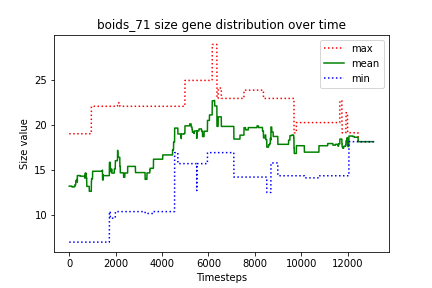 boids_71 size gene distribution over time
max
mean
min
Size value
25
20
15
10
0 2000 4000 6000 8000 10000 12000
Timesteps